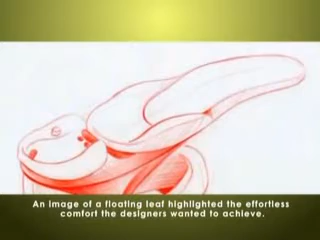 An image of a floating leaf highlighted the effortless
comfort the designers wanted to achieve.